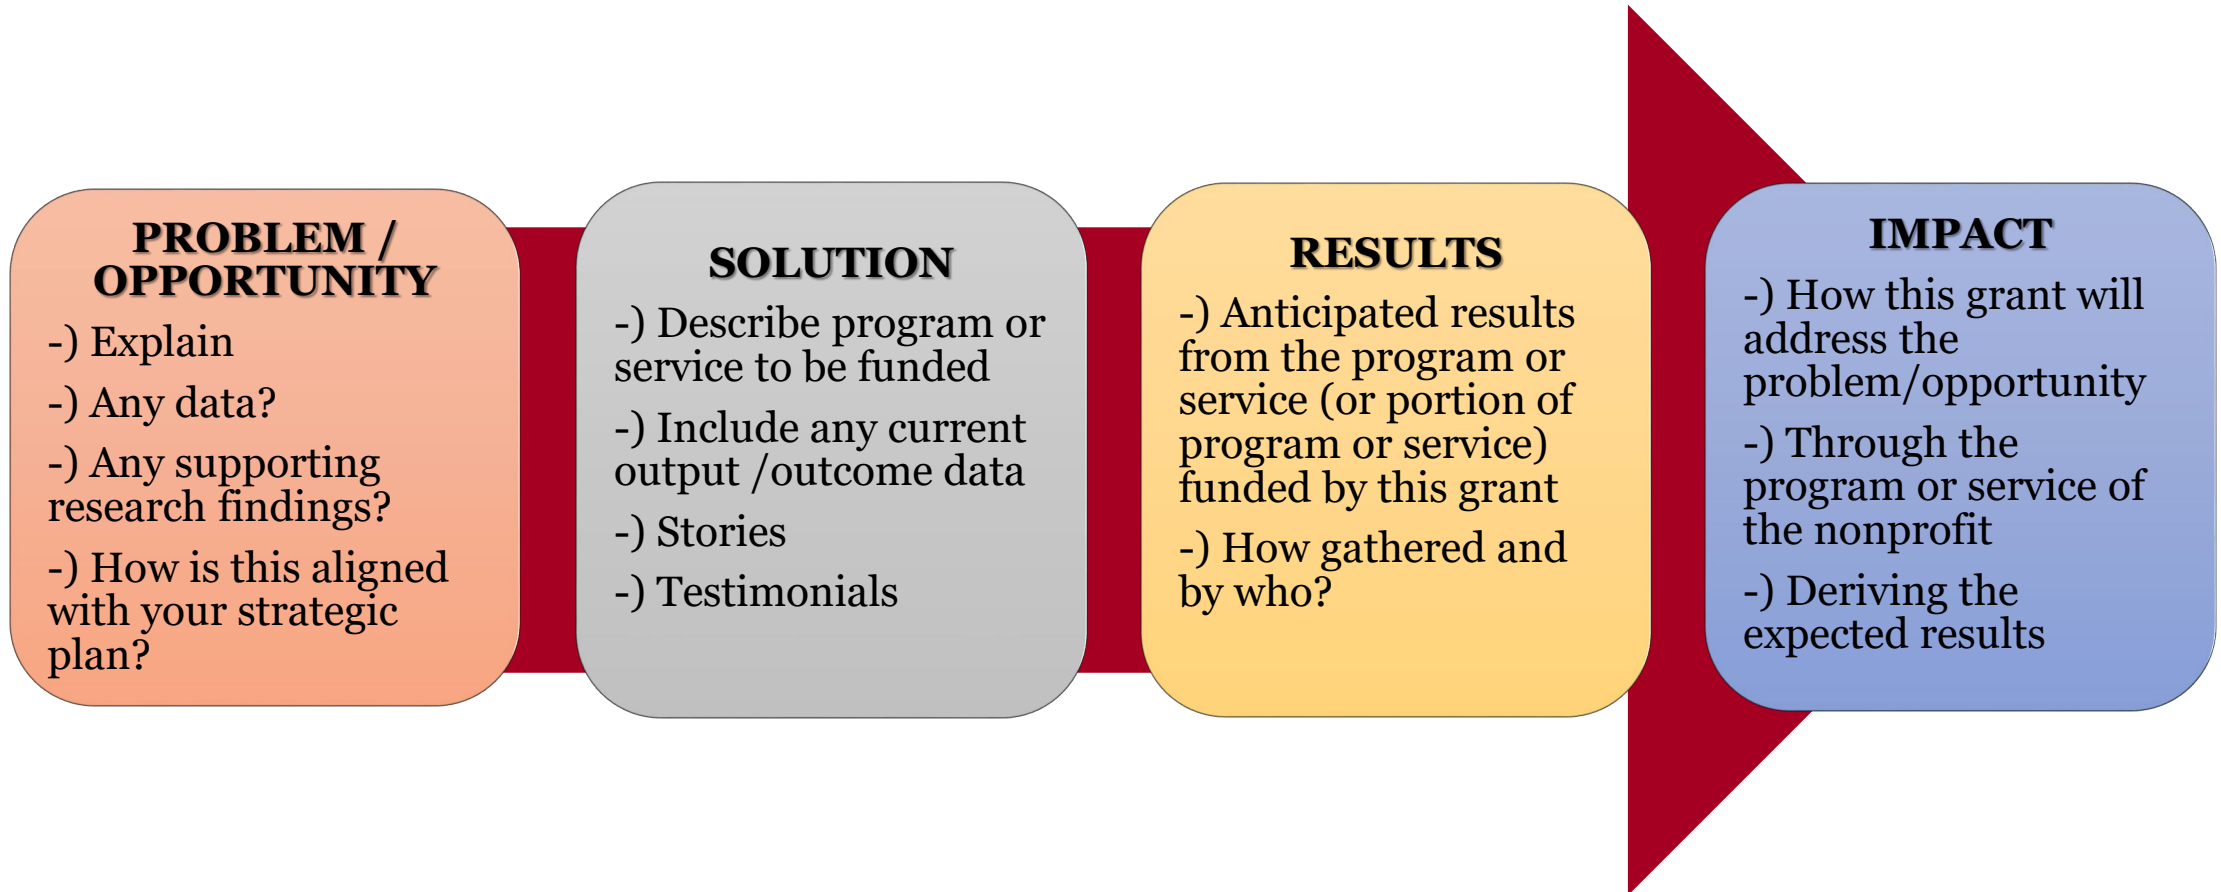 PROBLEM /
OPPORTUNITY
-) Explain
-) Any data?
-) Any supporting
research findings?
-) How is this aligned
with your strategic
plan?
SOLUTION
-) Describe program or
service to be funded
-) Include any current
output /outcome data
-) Stories
-) Testimonials
RESULTS
-) Anticipated results
from the program or
service (or portion of
program or service)
funded by this grant
-) How gathered and
by who?
IMPACT
-) How this grant will
address the
problem/opportunity
-) Through the
program or service of
the nonprofit
-) Deriving the
expected results